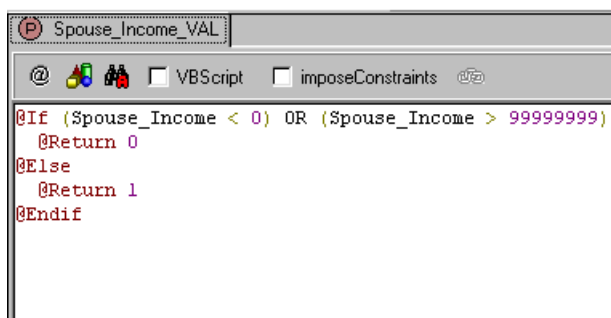 P Spouse_Income_VAL
@ VBScript imposeConstraints
@If (Spouse_Income < 0) OR (Spouse_Income > 99999999)
@Return 0
@Else
@Return 1
@Endif